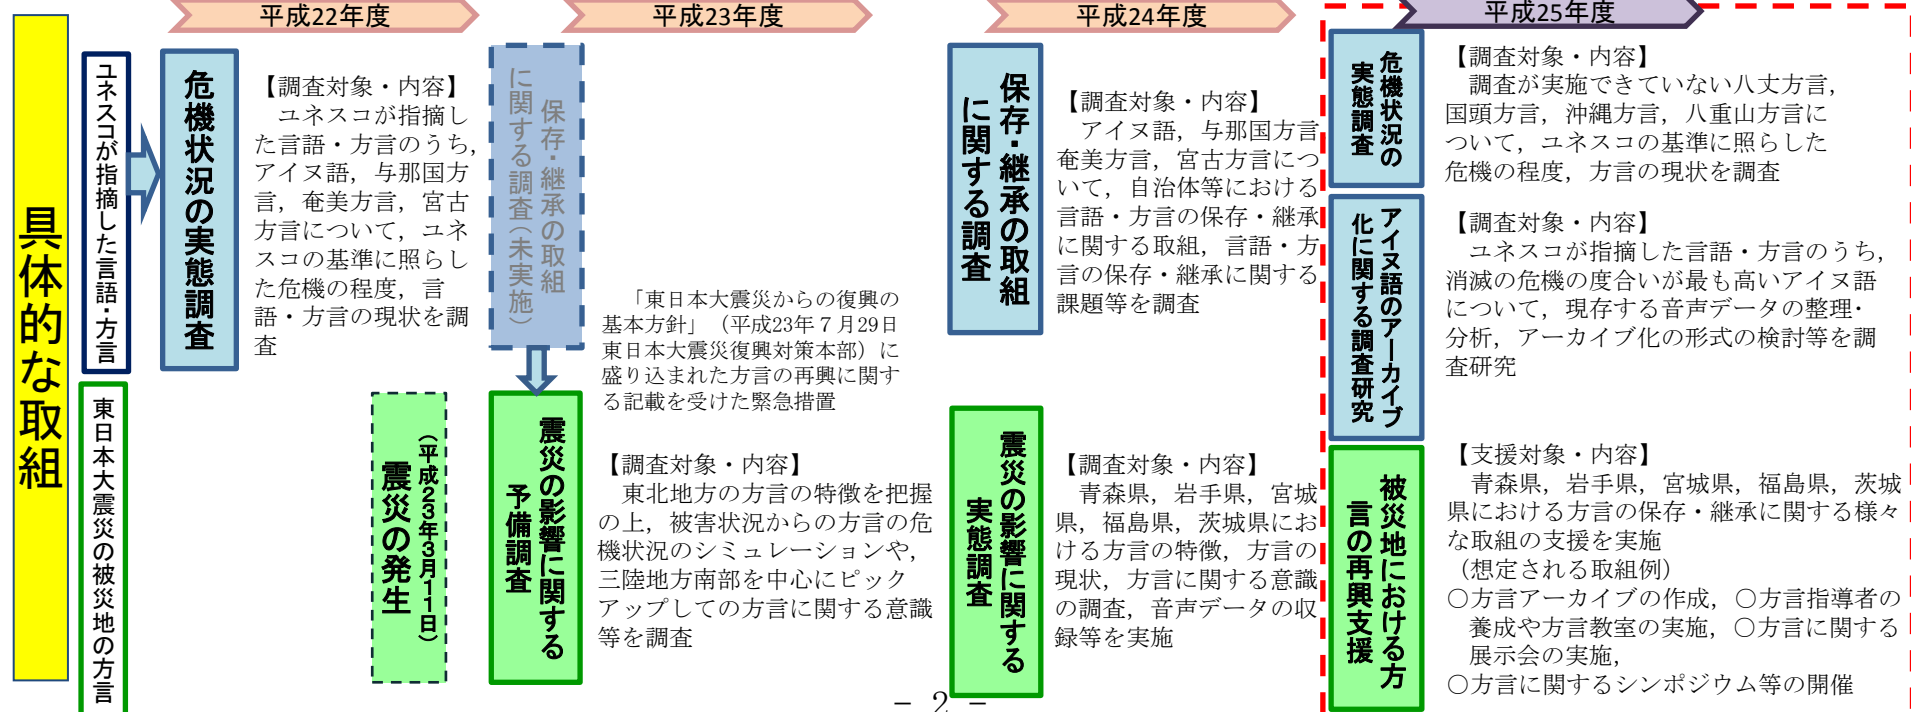 平成22年度
平成23年度
平成24年度
平成25年度
具体的な取組
ユネスコが指摘した言語・方言
危機状況の実態調査
【調査対象・内容】
ユネスコが指摘し
た言語・方言のうち,
アイヌ語，与那国方
言，奄美方言，宮古
方言について，ユネ
スコの基準に照らし
た危機の程度，言
語・方言の現状を調
査
保存・継承の取組
に関する調査（未実施）
「東日本大震災からの復興の
基本方針」（平成23年７月29日
東日本大震災復興対策本部）に
盛り込まれた方言の再興に関す
る記載を受けた緊急措置
保存・継承の取組
に関する調査
【調査対象・内容】
アイヌ語，与那国方言
奄美方言，宮古方言につ
いて，自治体等における
言語・方言の保存・継承
に関する取組，言語・方
言の保存・継承に関する
課題等を調査
危機状況の
実態調査
【調査対象・内容】
調査が実施できていない八丈方言，
国頭方言，沖縄方言，八重山方言に
ついて，ユネスコの基準に照らした
危機の程度，方言の現状を調査
アイヌ語のアーカイブ
化に関する調査研究
【調査対象・内容】
ユネスコが指摘した言語・方言のうち，
消滅の危機の度合いが最も高いアイヌ語
について，現存する音声データの整理・
分析，アーカイブ化の形式の検討等を調
査研究
東日本大震災の被災地の方言
（平成２３年３月１１日）
震災の発生
震災の影響に関する
予備調査
【調査対象・内容】
東北地方の方言の特徴を把握
の上，被害状況からの方言の危
機状況のシミュレーションや，
三陸地方南部を中心にピック
アップしての方言に関する意識
等を調査
震災の影響に関する
実態調査
【調査対象・内容】
青森県，岩手県，宮城
県，福島県，茨城県にお
ける方言の特徴，方言の
現状，方言に関する意識
の調査，音声データの収
録等を実施
被災地における方
言の再興支援
【支援対象・内容】
青森県，岩手県，宮城県，福島県，茨城
県における方言の保存・継承に関する様々
な取組の支援を実施
（想定される取組例）
○方言アーカイブの作成，○方言指導者の
養成や方言教室の実施，○方言に関する
展示会の実施，
○方言に関するシンポジウム等の開催
－ 2 －